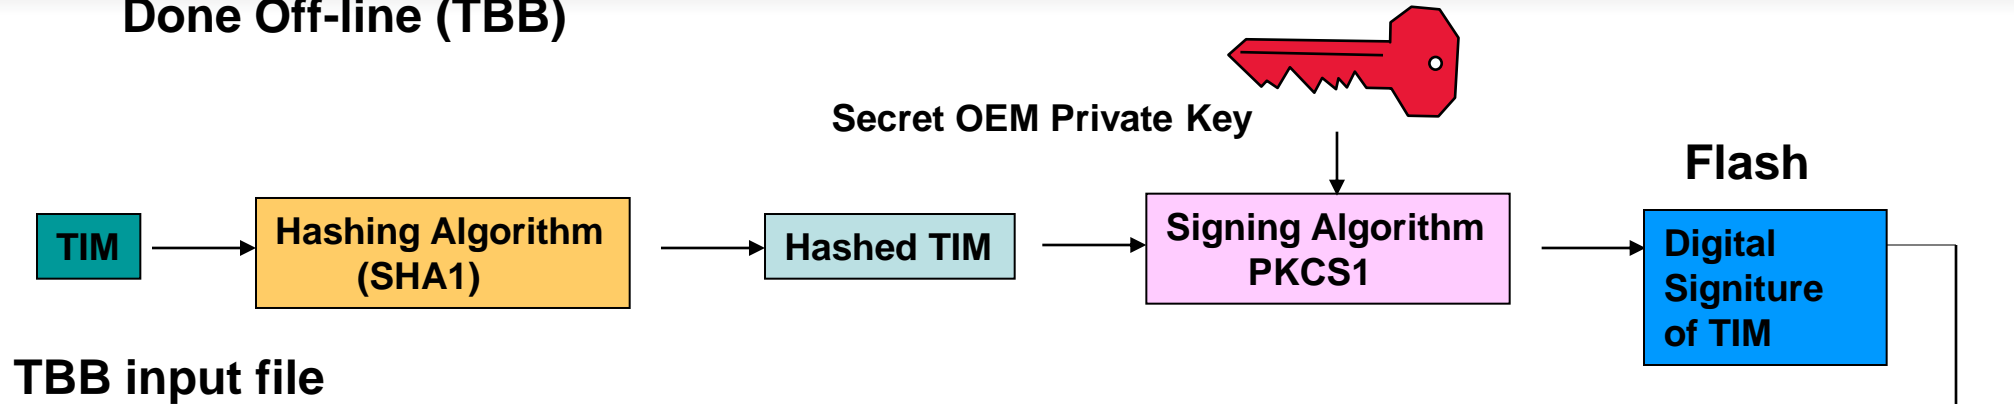 Done Off-line (TBB)
Secret OEM Private Key
Flash
TIM
Hashing Algorithm
(SHA1)
Hashed TIM
Signing Algorithm
PKCS1
Digital
Signiture
of TIM
TBB input file